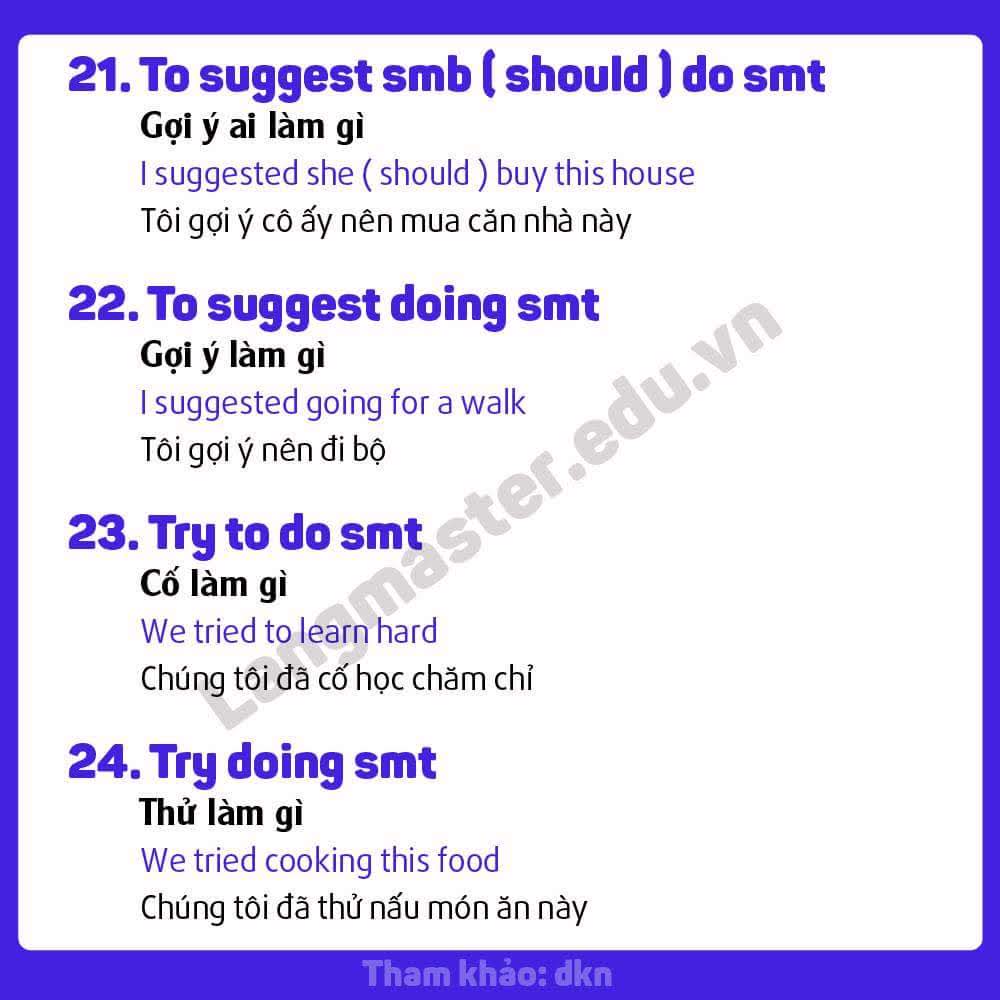 21. To suggest smb ( should ) do smt
Gợi ý ai làm gì
I suggested she ( should ) buy this house
Tôi gợi ý cô ấy nên mua căn nhà này
22. To suggest doing smt
Gợi ý làm gì
I suggested going for a walk
Tôi gợi ý nên đi bộ
23. Try to do smt
Cố làm gì
We tried to learn hard
Chúng tôi đã cố học chăm chỉ
24. Try doing smt
Thử làm gì
We tried cooking this food
Chúng tôi đã thử nấu món ăn này
Langmaster.edu.vn
Tham khảo: dkn